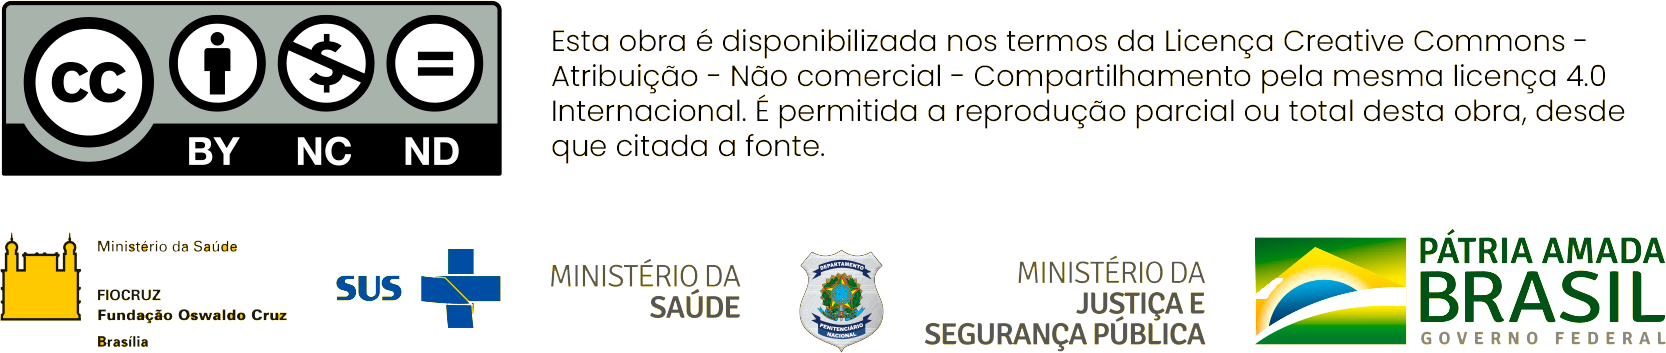 cc
BY NC ND
Esta obra é disponibilizada nos termos da Licença Creative Commons -
Atribuição - Não comercial - Compartilhamento pela mesma licença 4.0
Internacional. É permitida a reprodução parcial ou total desta obra, desde
que citada a fonte.
Ministério da Saúde
FIOCRUZ
Fundação Oswaldo Cruz
Brasília
SUS
MINISTÉRIO DA
SAÚDE
DEPARTAMENTO
PENITENCIÁRIO
NACIONAL
MINISTÉRIO DA
JUSTIÇA E
SEGURANÇA PÚBLICA
PÁTRIA AMADA
BRASIL
GOVERNO FEDERAL